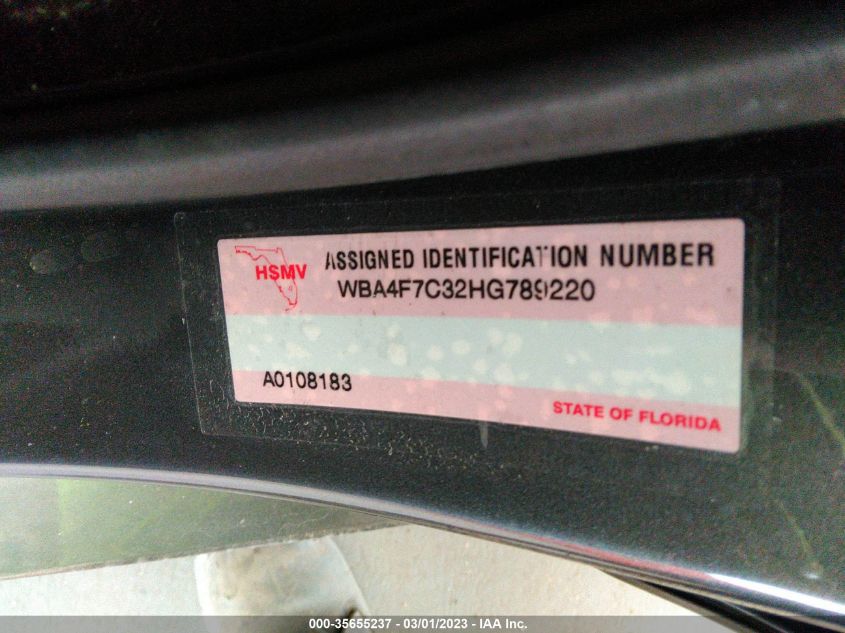 HSMV
ASSIGNED IDENTIFICATION NUMBER
WBA4F7C32HG789220
A0108183
STATE OF FLORIDA
000-35655237 - 03/01/2023 - IAA Inc.